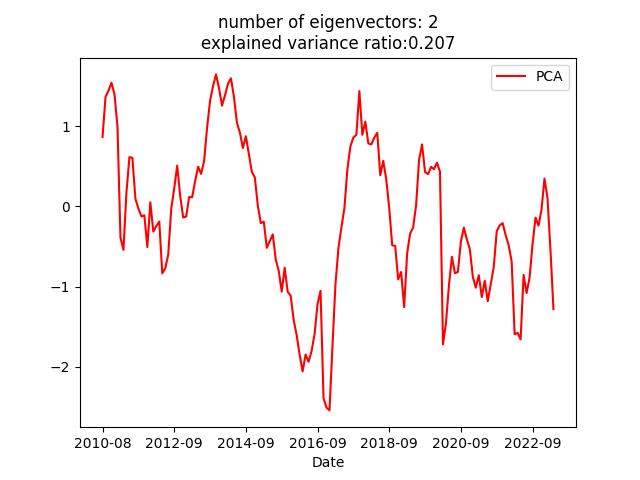 number of eigenvectors: 2
explained variance ratio:0.207
PCA
1
0
−1
−2
2010-08 2012-09 2014-09 2016-09 2018-09 2020-09 2022-09
Date